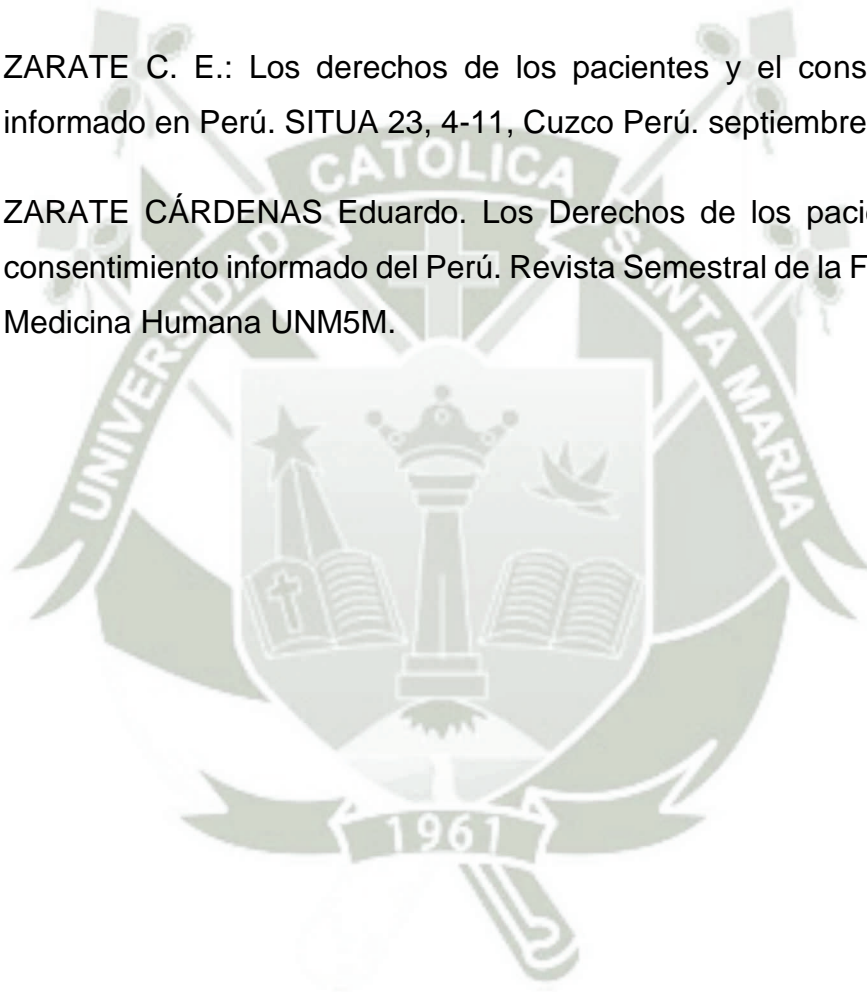 ZARATE C. E.: Los derechos de los pacientes y el cons
informado en Perú. SITUA 23, 4-11, Cuzco Perú. septiembre
ZARATE CÁRDENAS Eduardo. Los Derechos de los paci
consentimiento informado del Perú. Revista Semestral de la F
Medicina Humana UNM5M.
UNIVERSIDAD CATOLICA SANTA MARIA
1961